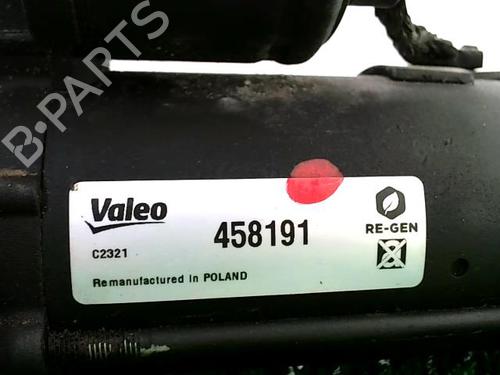 B-PARTS
Valeo
458191
RE-GEN
C2321
Remanufactured in POLAND